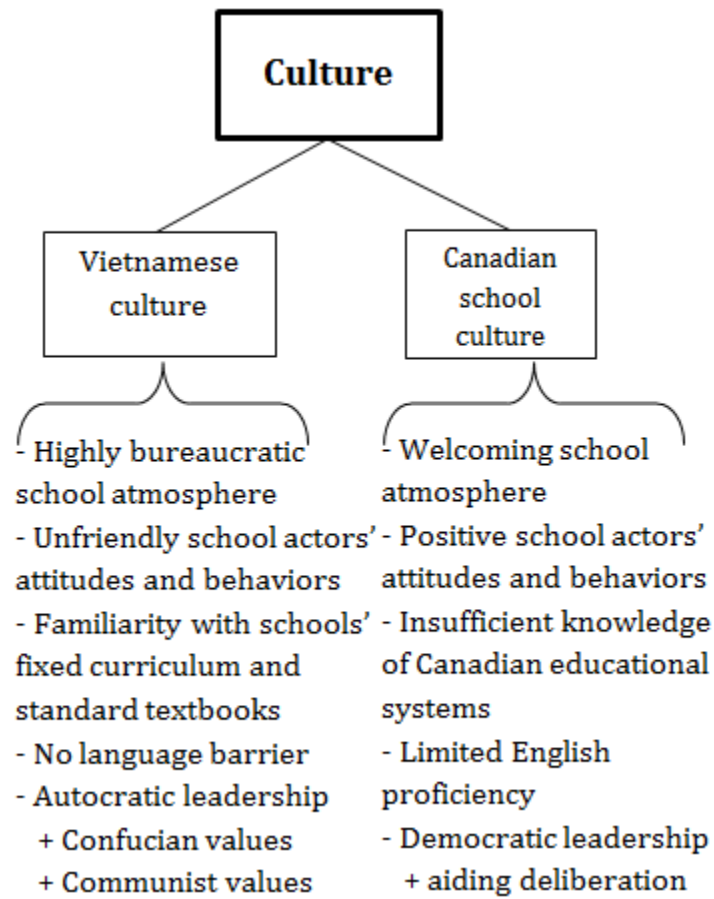 Culture
Vietnamese
culture
- Highly bureaucratic
school atmosphere
- Unfriendly school actors’
attitudes and behaviors
- Familiarity with schools’
fixed curriculum and
standard textbooks
- No language barrier
- Autocratic leadership
+ Confucian values
+ Communist values
Canadian
school
culture
- Welcoming school
atmosphere
- Positive school actors’
attitudes and behaviors
- Insufficient knowledge
of Canadian educational
systems
- Limited English
proficiency
- Democratic leadership
+ aiding deliberation